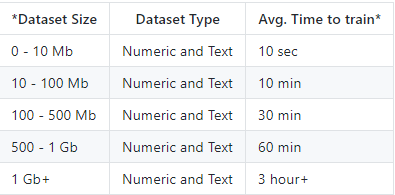 *Dataset Size Dataset Type Avg. Time to train*
0 - 10 Mb Numeric and Text 10 sec
10 - 100 Mb Numeric and Text 10 min
100 - 500 Mb Numeric and Text 30 min
500 - 1 Gb Numeric and Text 60 min
1 Gb+ Numeric and Text 3 hour+